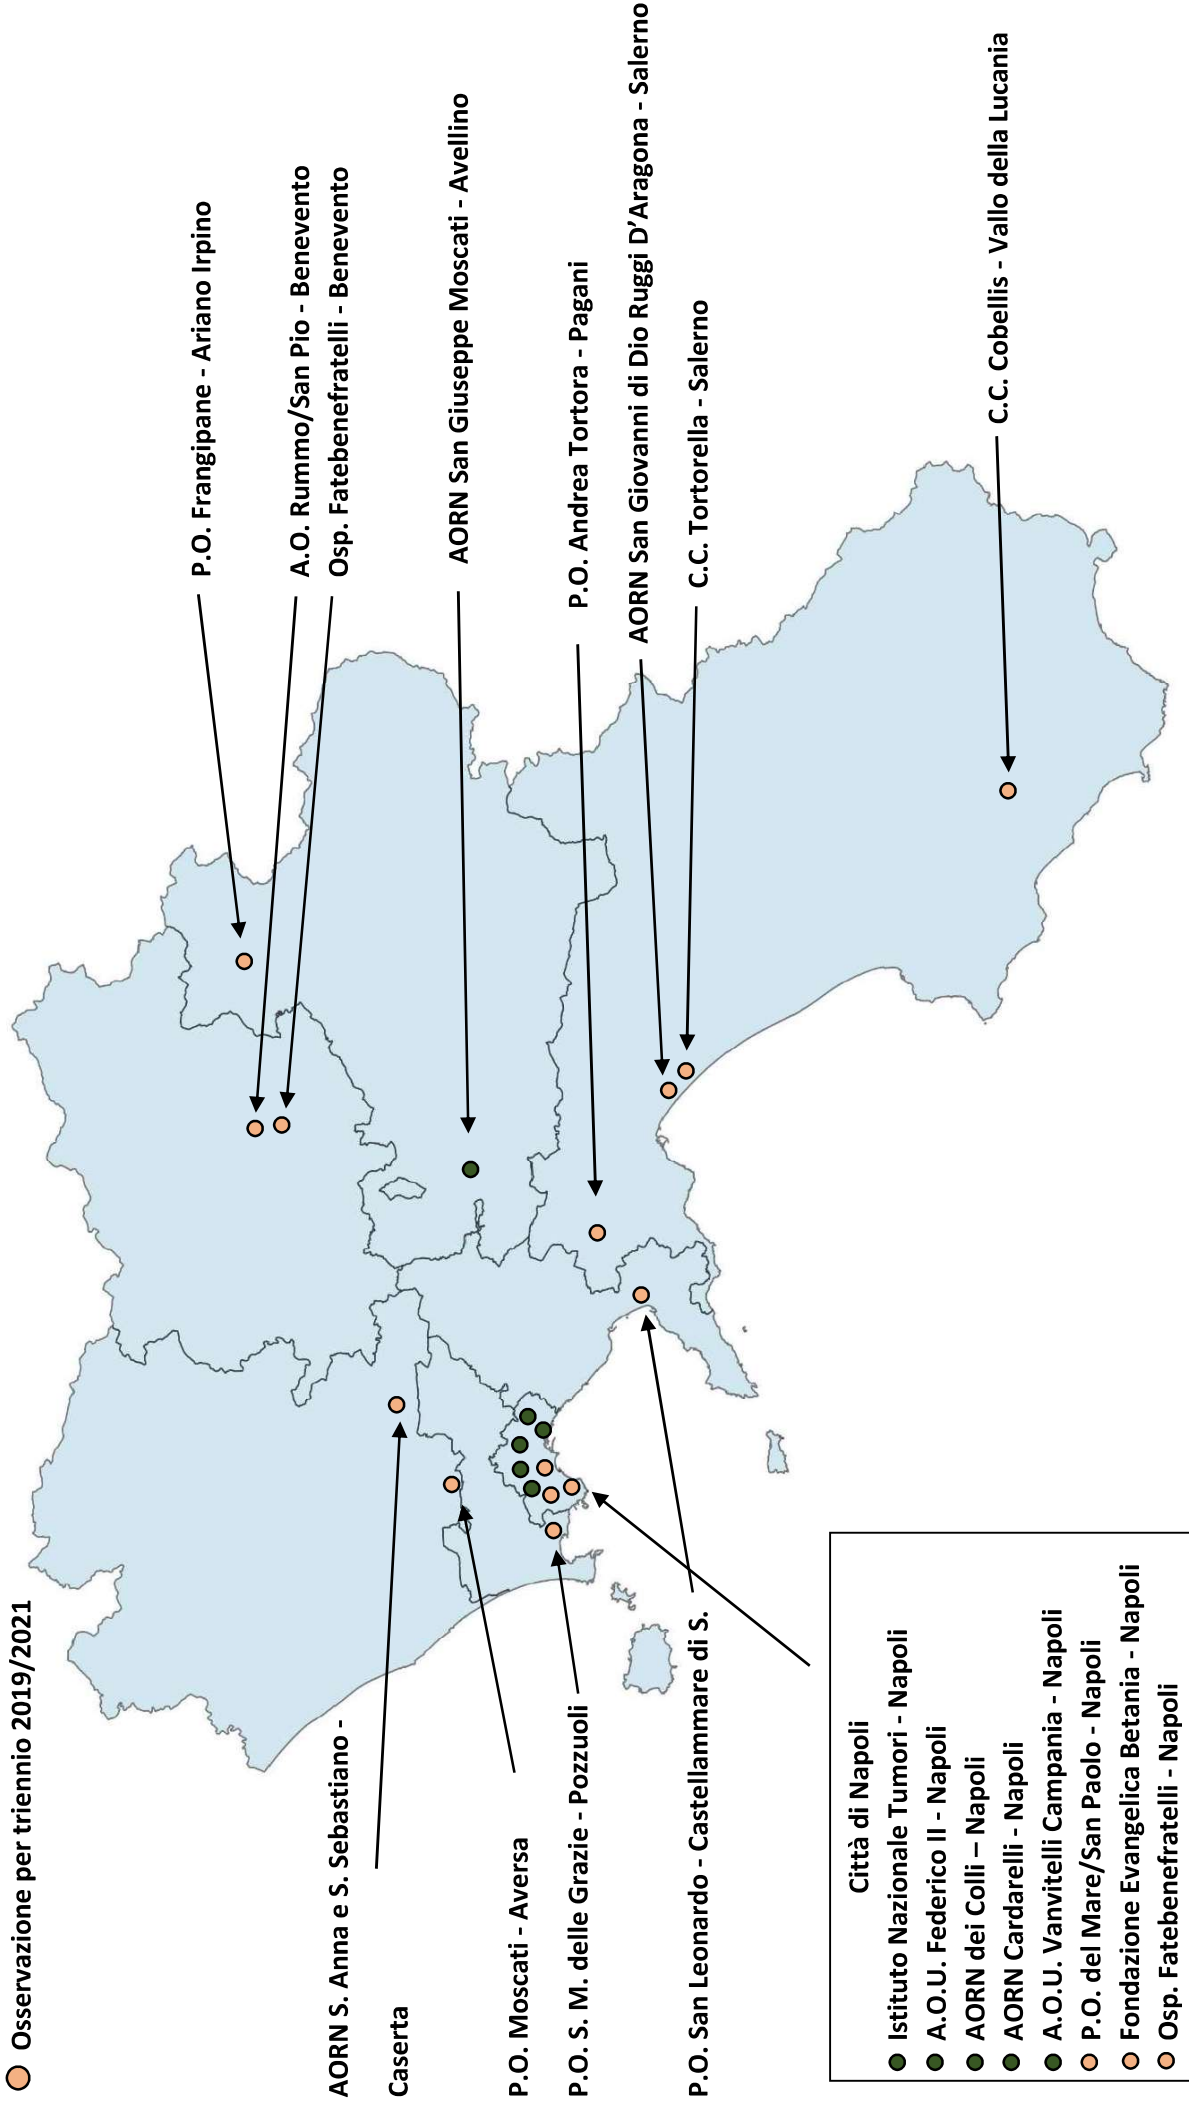 Osservazione per triennio 2019/2021
P.O. Frangipane - Ariano Irpino
A.O. Rummo/San Pio - Benevento
Osp. Fatebenefratelli - Benevento
AORN San Giuseppe Moscati - Avellino
P.O. Andrea Tortora - Pagani
AORN San Giovanni di Dio Ruggi D’Aragona - Salerno
C.C. Tortorella - Salerno
C.C. Cobellis - Vallo della Lucania
AORN S. Anna e S. Sebastiano -
Caserta
P.O. Moscati - Aversa
P.O. S. M. delle Grazie - Pozzuoli
P.O. San Leonardo - Castellammare di S.
Città di Napoli
Istituto Nazionale Tumori - Napoli
A.O.U. Federico II - Napoli
AORN dei Colli – Napoli
AORN Cardarelli - Napoli
A.O.U. Vanvitelli Campania - Napoli
P.O. del Mare/San Paolo - Napoli
Fondazione Evangelica Betania - Napoli
Osp. Fatebenefratelli - Napoli